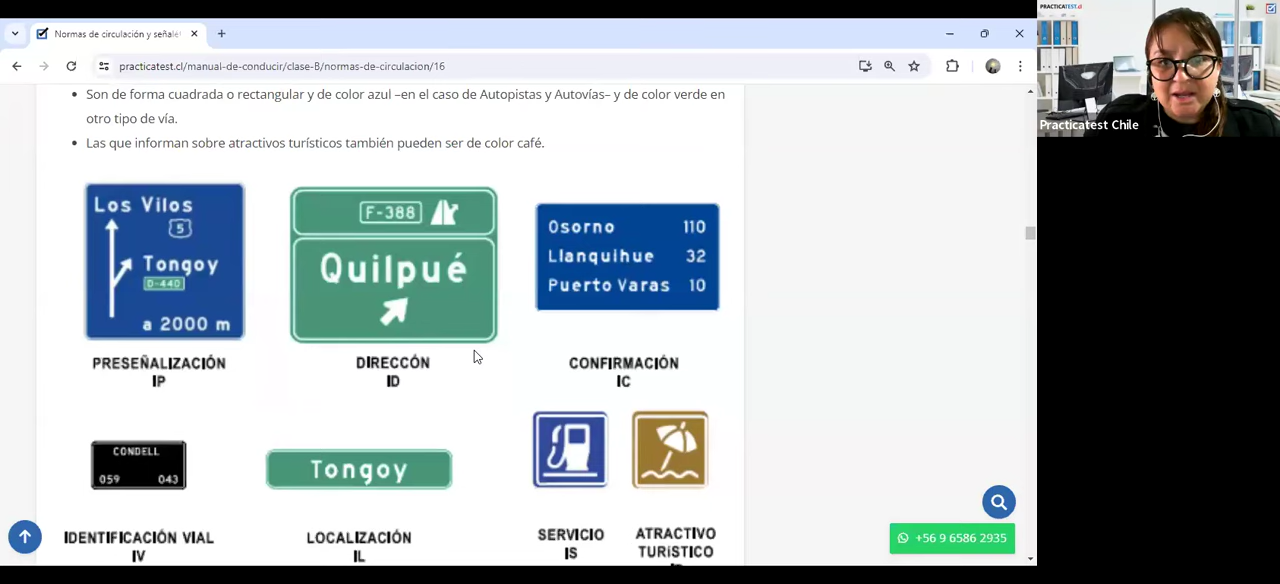 Normas de circulación y señale
practicatest.cl/manual-de-conducir/clase-B/normas-de-circulacion/16
PRACTICATEST.cl
Practicatest Chile
Son de forma cuadrada o rectangular y de color azul –en el caso de Autopistas y Autovías– y de color verde en
otro tipo de vía.
Las que informan sobre atractivos turísticos también pueden ser de color café.
Los Vilos
5
Tongoy
D-440
a 2000 m
F-388
Quilpué
Osorno 110
Llanquihue 32
Puerto Varas 10
PRESEÑALIZACIÓN
IP
DIRECCÓN
ID
CONFIRMACIÓN
IC
CONDELL
059 043
Tongoy
IDENTIFICACIÓN VIAL
IV
LOCALIZACIÓN
IL
SERVICIO
IS
ATRACTIVO
TURíSTICO
+56 9 6586 2935